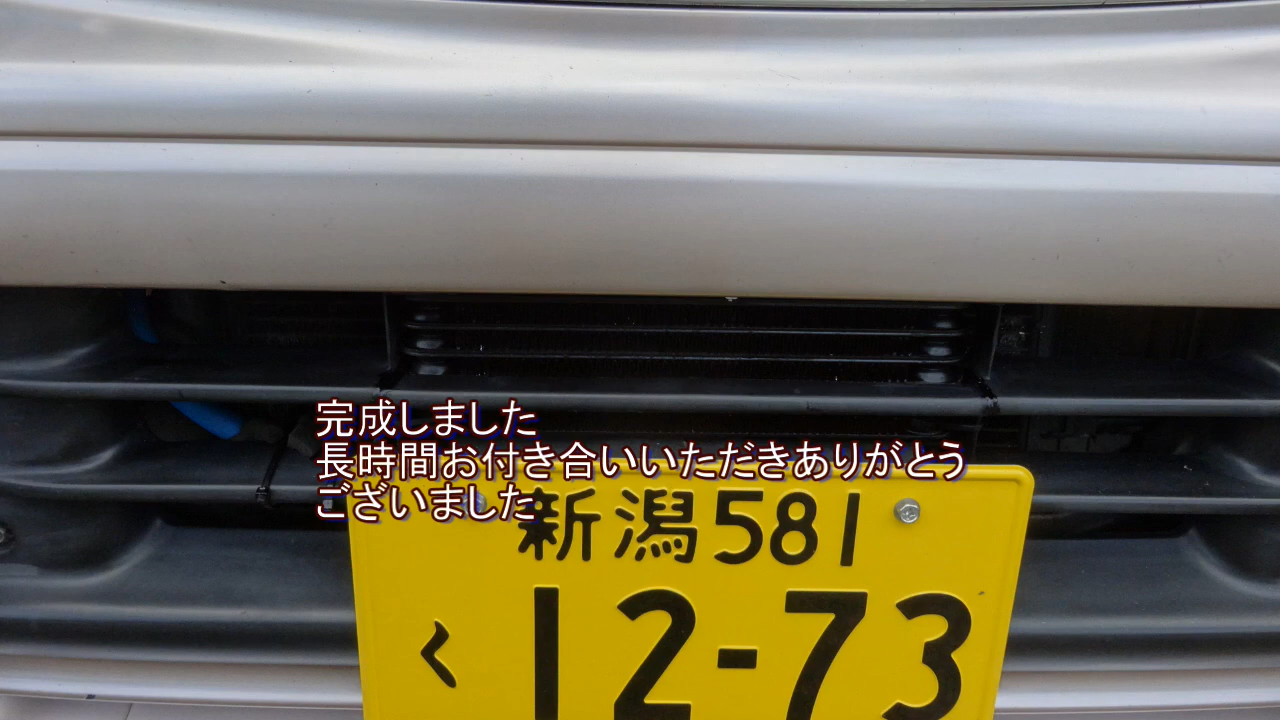 完成しました
長時間お付き合いいただきありがとう
ございました
新潟581
く 12-73